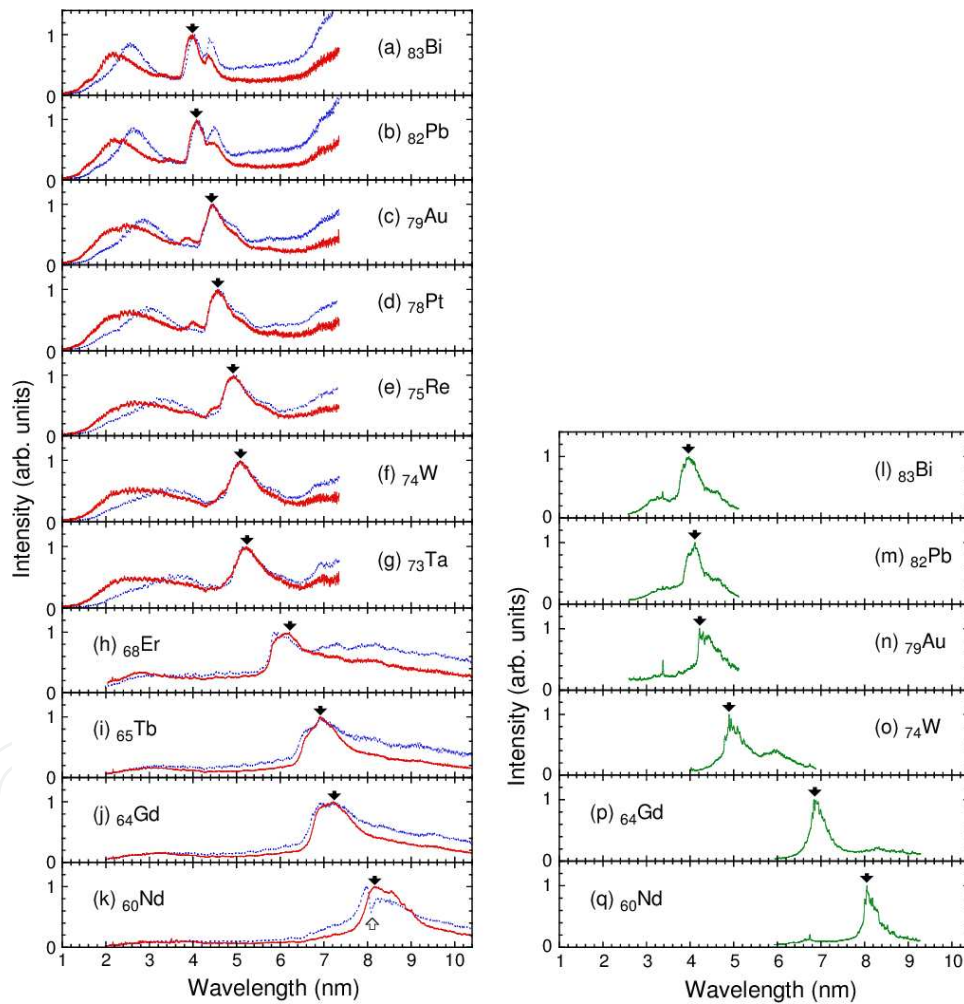 1
(a) 83Bi
0
1
(b) 82Pb
0
1
(c) 79Au
0
1
(d) 78Pt
0
1
(e) 75Re
0
1
(f) 74W
0
1
(g) 73Ta
0
1
(h) 68Er
0
1
(i) 65Tb
0
1
(j) 64Gd
0
1
(k) 60Nd
0
1 2 3 4 5 6 7 8 9 10
Wavelength (nm)
Intensity (arb. units)
1
(l) 83Bi
0
1
(m) 82Pb
0
1
(n) 79Au
0
1
(o) 74W
0
1
(p) 64Gd
0
1
(q) 60Nd
0
1 2 3 4 5 6 7 8 9 10
Wavelength (nm)
Intensity (arb. units)